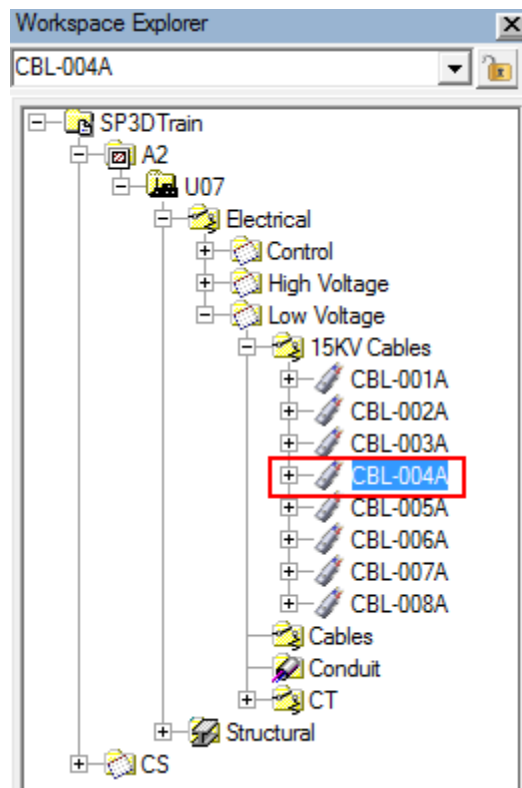 Workspace Explorer
CBL-004A
SP3DTrain
A2
U07
Electrical
Control
High Voltage
Low Voltage
15KV Cables
CBL-001A
CBL-002A
CBL-003A
CBL-004A
CBL-005A
CBL-006A
CBL-007A
CBL-008A
Cables
Conduit
CT
Structural
CS